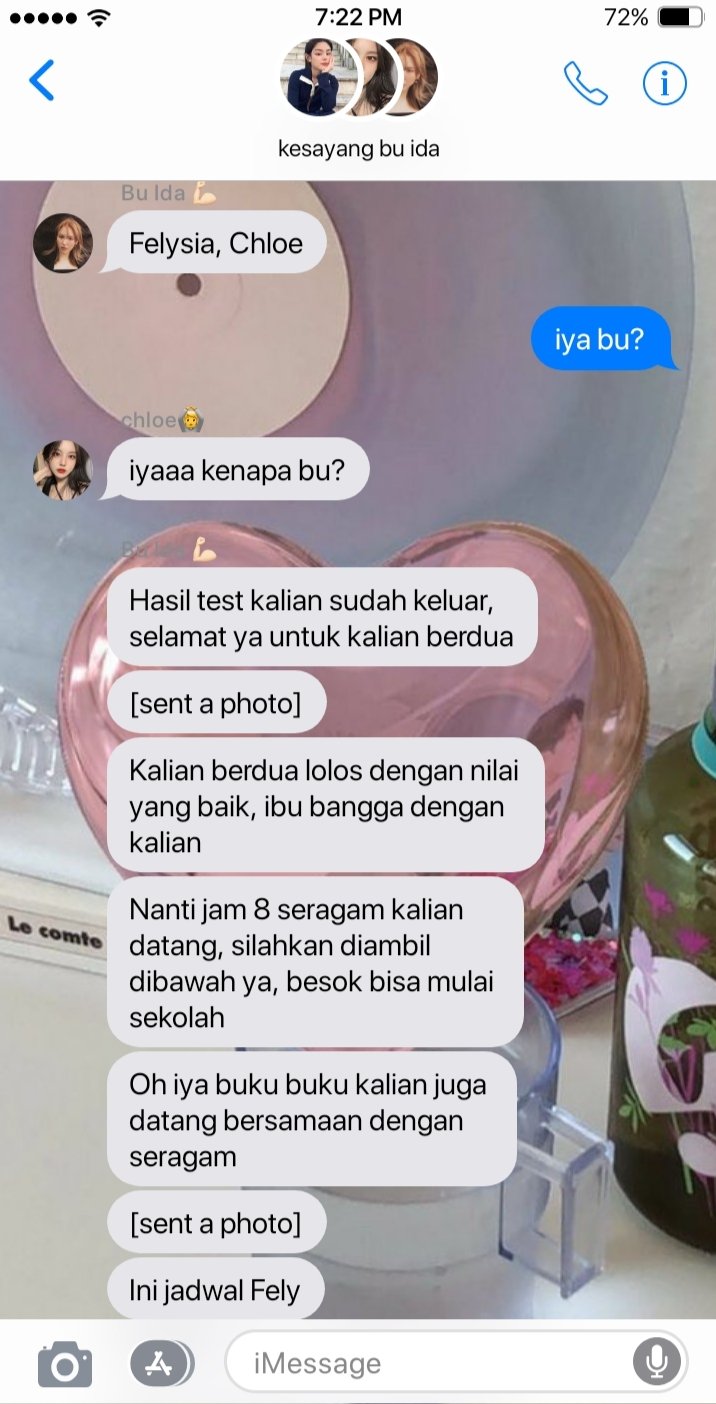 7:22 PM
72%
kesayang bu ida
Bu Ida 💪🏻
Felysia, Chloe
iya bu?
chloe👸
iyaaa kenapa bu?
Bu Ida 💪🏻
Hasil test kalian sudah keluar,
selamat ya untuk kalian berdua
[sent a photo]
Kalian berdua lolos dengan nilai
yang baik, ibu bangga dengan
kalian
Nanti jam 8 seragam kalian
datang, silahkan diambil
dibawah ya, besok bisa mulai
sekolah
Le comte
Oh iya buku buku kalian juga
datang bersamaan dengan
seragam
[sent a photo]
Ini jadwal Fely
iMessage